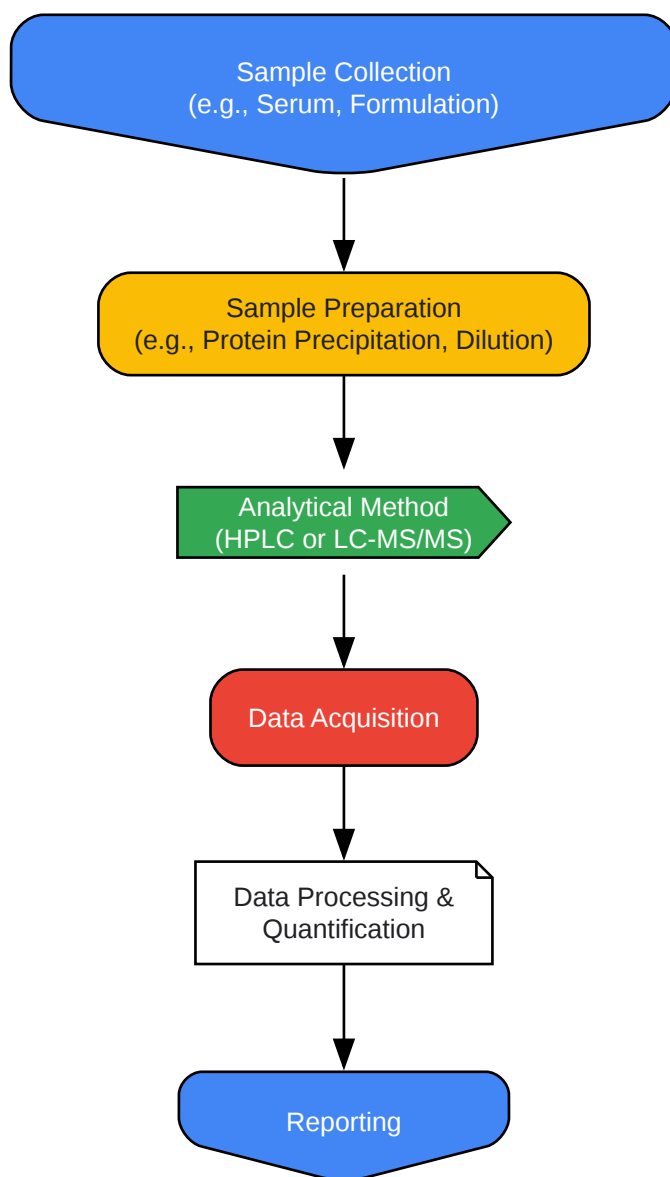 Sample Collection
(e.g., Serum, Formulation)
Sample Preparation
(e.g., Protein Precipitation, Dilution)
Analytical Method
(HPLC or LC-MS/MS)
Data Acquisition
Data Processing &
Quantification
Reporting